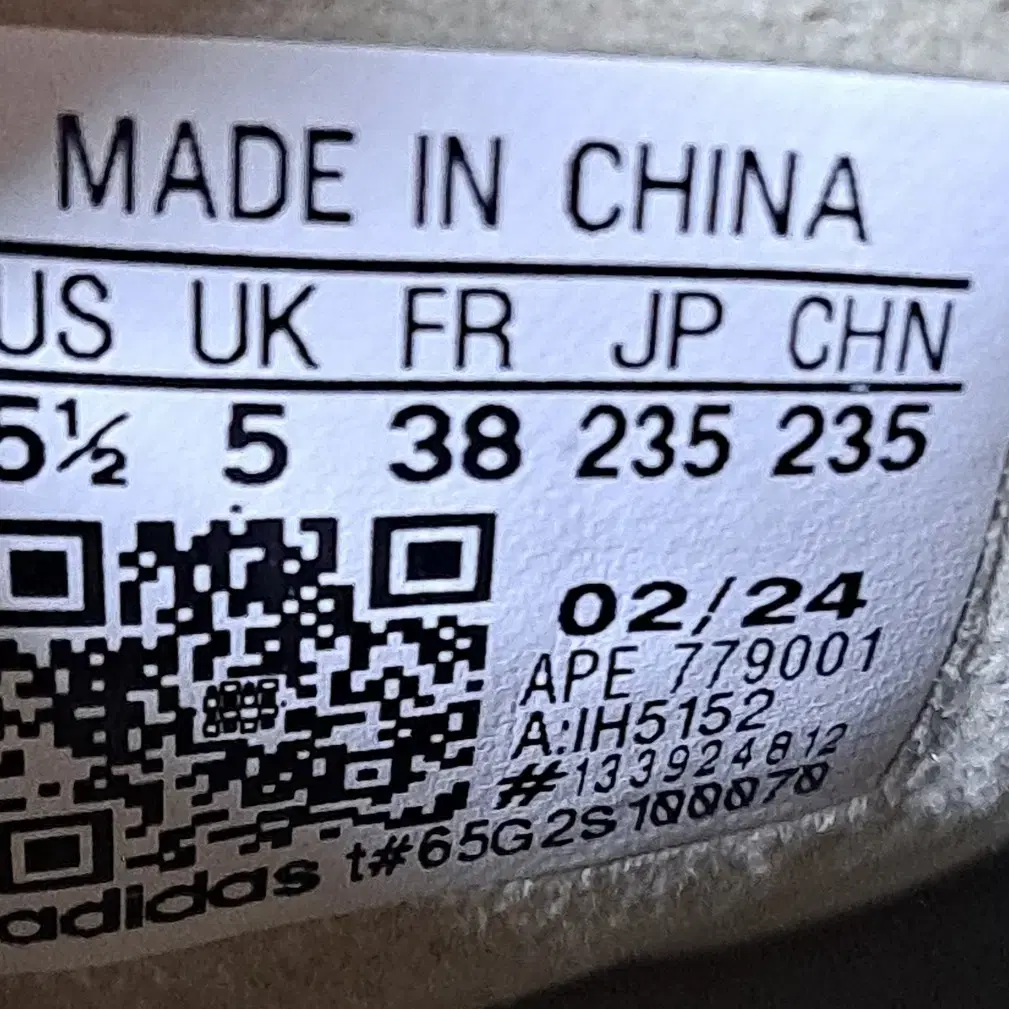 MADE IN CHINA
US UK FR JP CHN
5½ 5 38 235 235
02/24
APE 779001
A:IH5152
#133924812
adidas t#65G2S100070